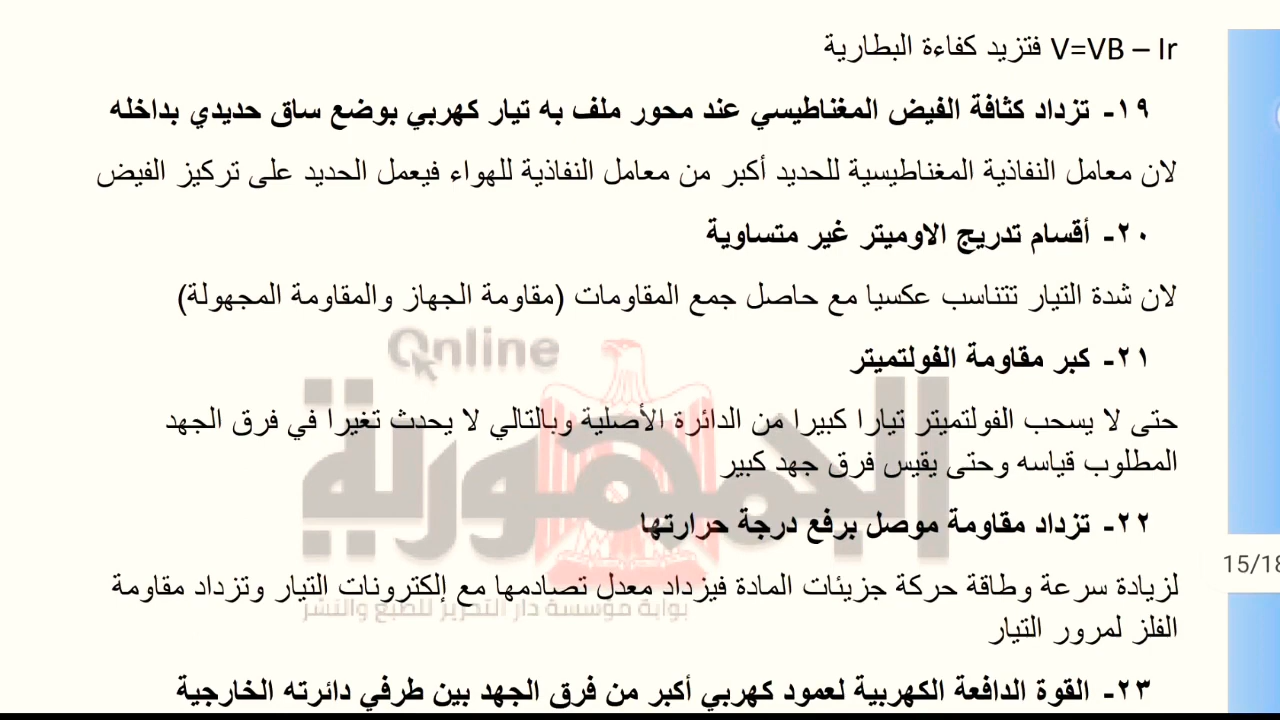 V=VB – Ir فتزيد كفاءة البطارية
١٩- تزداد كثافة الفيض المغناطيسي عند محور ملف به تيار كهربي بوضع ساق حديدي بداخله
لان معامل النفاذية المغناطيسية للحديد أكبر من معامل النفاذية للهواء فيعمل الحديد على تركيز الفيض
٢٠- أقسام تدريج الاوميتر غير متساوية
لان شدة التيار تتناسب عكسيا مع حاصل جمع المقاومات (مقاومة الجهاز والمقاومة المجهولة)
Online
٢١- كبر مقاومة الفولتميتر
الجمهورية
حتى لا يسحب الفولتميتر تيارا كبيرا من الدائرة الأصلية وبالتالي لا يحدث تغيرا في فرق الجهد
المطلوب قياسه وحتى يقيس فرق جهد كبير
٢٢- تزداد مقاومة موصل برفع درجة حرارتها
15/18
لزيادة سرعة وطاقة حركة جزيئات المادة فيزداد معدل تصادمها مع إلكترونات التيار وتزداد مقاومة
بوابة مؤسسة دار التحرير للطبع والنشر
الفلز لمرور التيار
٢٣- القوة الدافعة الكهربية لعمود كهربي أكبر من فرق الجهد بين طرفي دائرته الخارجية